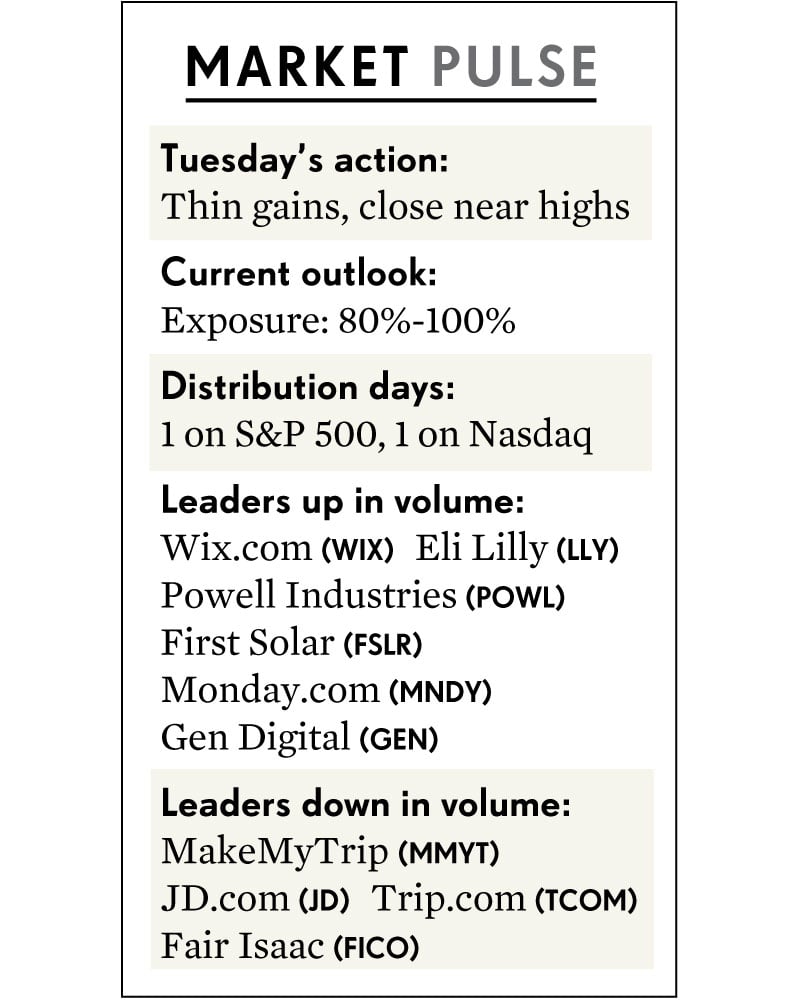 MARKET PULSE
Tuesday’s action:
Thin gains, close near highs
Current outlook:
Exposure: 80%-100%
Distribution days:
1 on S&P 500, 1 on Nasdaq
Leaders up in volume:
Wix.com (WIX) Eli Lilly (LLY)
Powell Industries (POWL)
First Solar (FSLR)
Monday.com (MNDY)
Gen Digital (GEN)
Leaders down in volume:
MakeMyTrip (MMYT)
JD.com (JD) Trip.com (TCOM)
Fair Isaac (FICO)